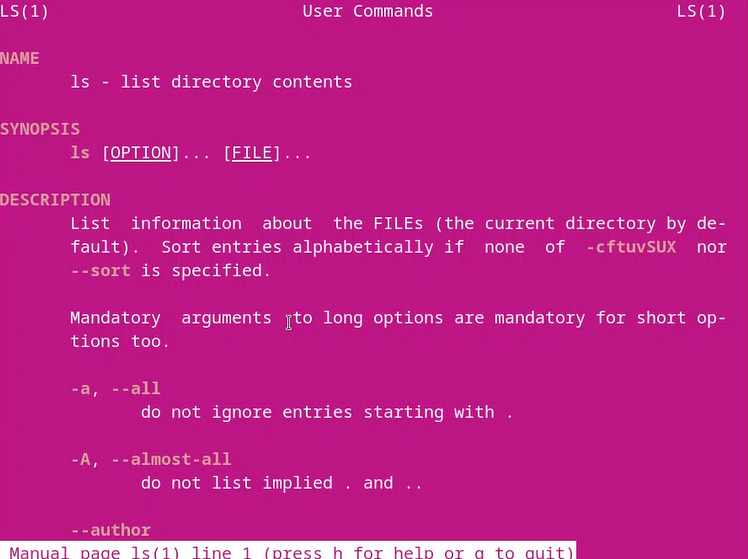 LS(1) User Commands LS(1)
NAME
ls - list directory contents
SYNOPSIS
ls [OPTION]... [FILE]...
DESCRIPTION
List information about the FILEs (the current directory by de-
fault). Sort entries alphabetically if none of -cftuvSUX nor
--sort is specified.
Mandatory arguments to long options are mandatory for short op-
tions too.
-a, --all
do not ignore entries starting with .
-A, --almost-all
do not list implied . and ..
--author
Manual page ls(1) line 1 (press h for help or q to quit)